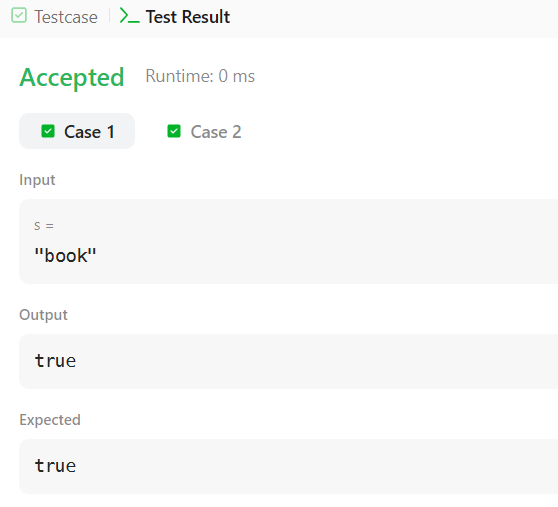 Testcase Test Result
Accepted Runtime: 0 ms
Case 1 Case 2
Input
s =
"book"
Output
true
Expected
true